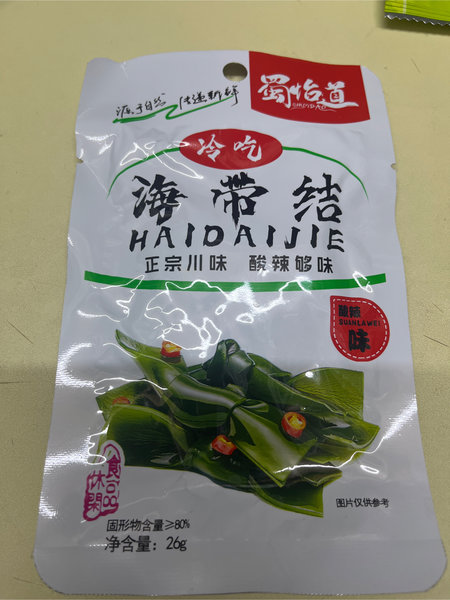 源于自然 传递新鲜
蜀怡道
SHUYIDAO
冷吃
海带结
HAIDAIJIE
正宗川味 酸辣够味
酸辣
SUANLAWEI
味
休闲食品
图片仅供参考
固形物含量≥80%
净含量：26g